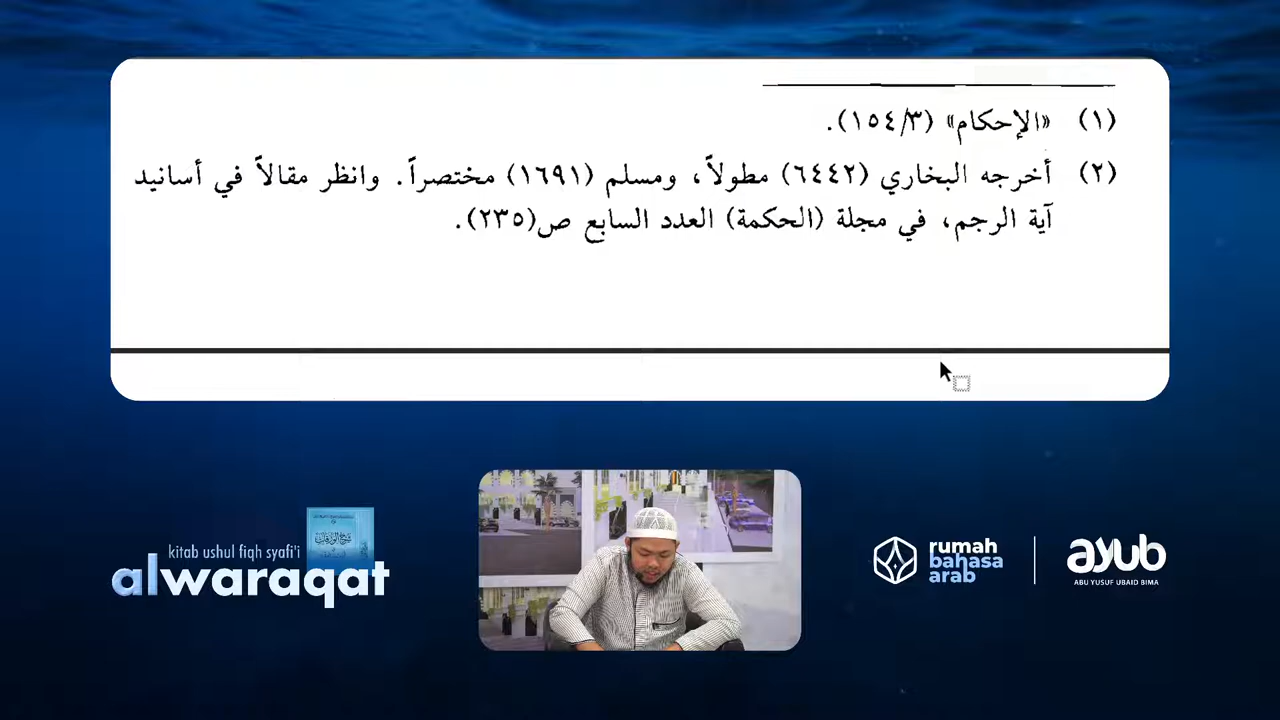 (١) «الإحكام» (٣/١٥٤).
(٢) أخرجه البخاري (٦٤٤٢) مطولاً، ومسلم (١٦٩١) مختصراً. وانظر مقالاً في أسانيد
آية الرجم، في مجلة (الحكمة) العدد السابع ص(٢٣٥).
kitab ushul fiqh syafi'i
alwaraqat
rumah
bahasa
arab
ayub
ABU YUSUF UBAID BIMA